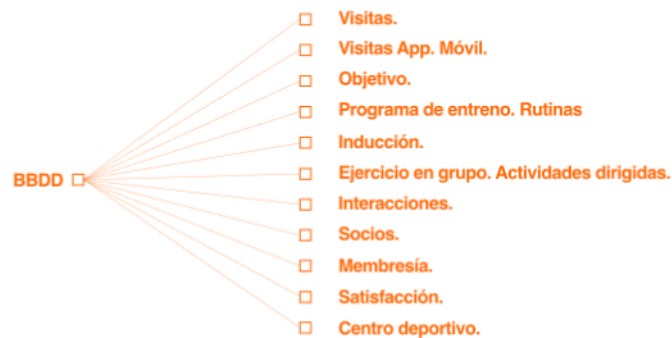 Visitas.
Visitas App. Móvil.
Objetivo.
Programa de entreno. Rutinas
Inducción.
BBDD
Ejercicio en grupo. Actividades dirigidas.
Interacciones.
Socios.
Membresía.
Satisfacción.
Centro deportivo.